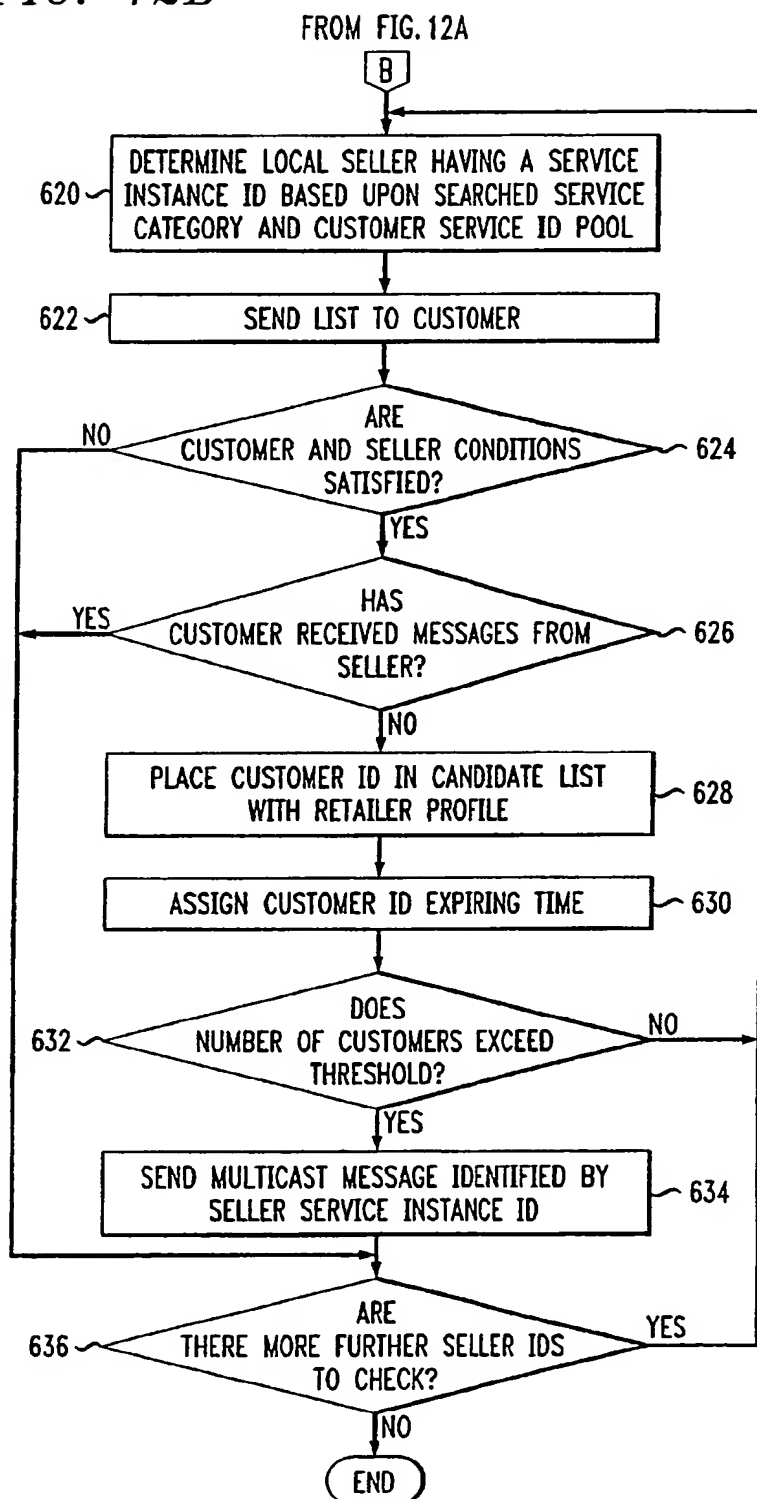 FROM FIG. 12A
B
620
DETERMINE LOCAL SELLER HAVING A SERVICE
INSTANCE ID BASED UPON SEARCHED SERVICE
CATEGORY AND CUSTOMER SERVICE ID POOL
622
SEND LIST TO CUSTOMER
ARE
CUSTOMER AND SELLER CONDITIONS
SATISFIED?
624
NO
YES
HAS
CUSTOMER RECEIVED MESSAGES FROM
SELLER?
626
YES
NO
PLACE CUSTOMER ID IN CANDIDATE LIST
WITH RETAILER PROFILE
628
ASSIGN CUSTOMER ID EXPIRING TIME
630
632
DOES
NUMBER OF CUSTOMERS EXCEED
THRESHOLD?
NO
YES
SEND MULTICAST MESSAGE IDENTIFIED BY
SELLER SERVICE INSTANCE ID
634
636
ARE
THERE MORE FURTHER SELLER IDS
TO CHECK?
YES
NO
END